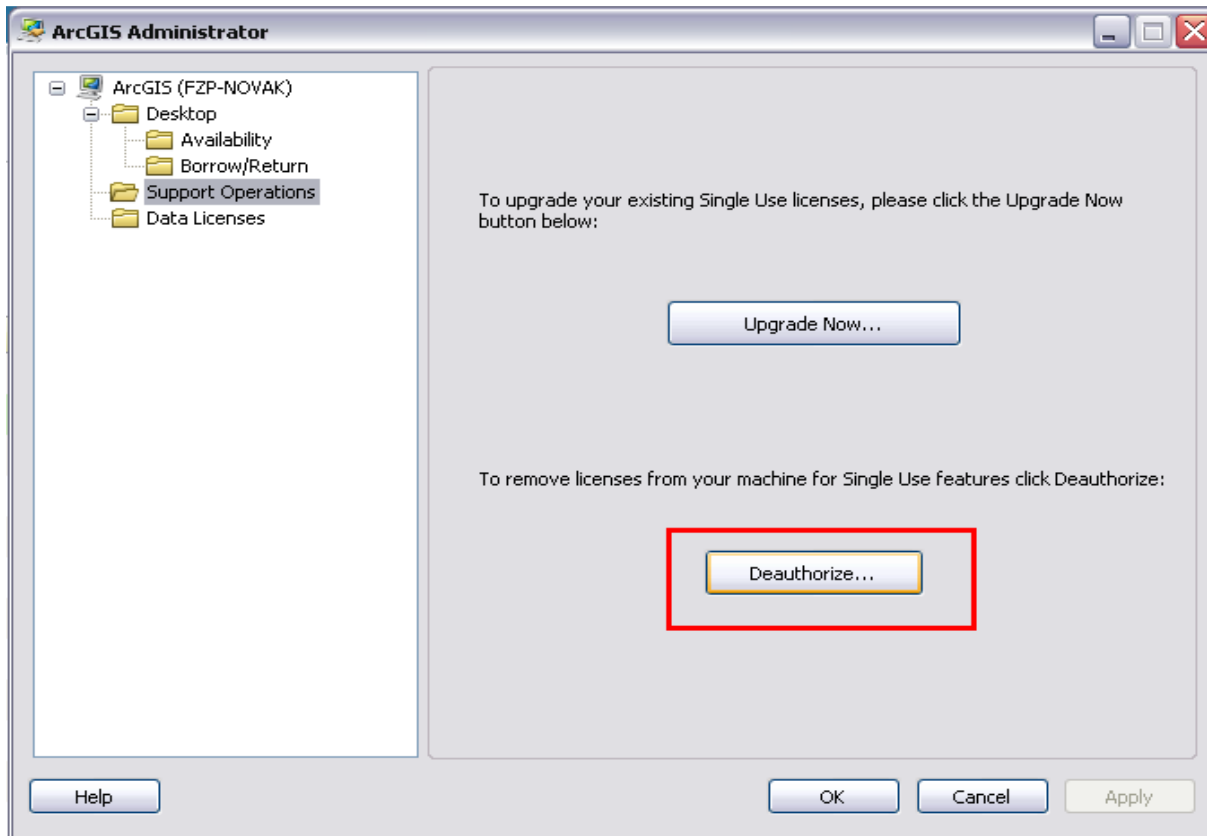 ArcGIS Administrator
ArcGIS (FZP-NOVAK)
Desktop
Availability
Borrow/Return
Support Operations
Data Licenses
To upgrade your existing Single Use licenses, please click the Upgrade Now
button below:
Upgrade Now...
To remove licenses from your machine for Single Use features click Deauthorize:
Deauthorize...
Help
OK
Cancel
Apply